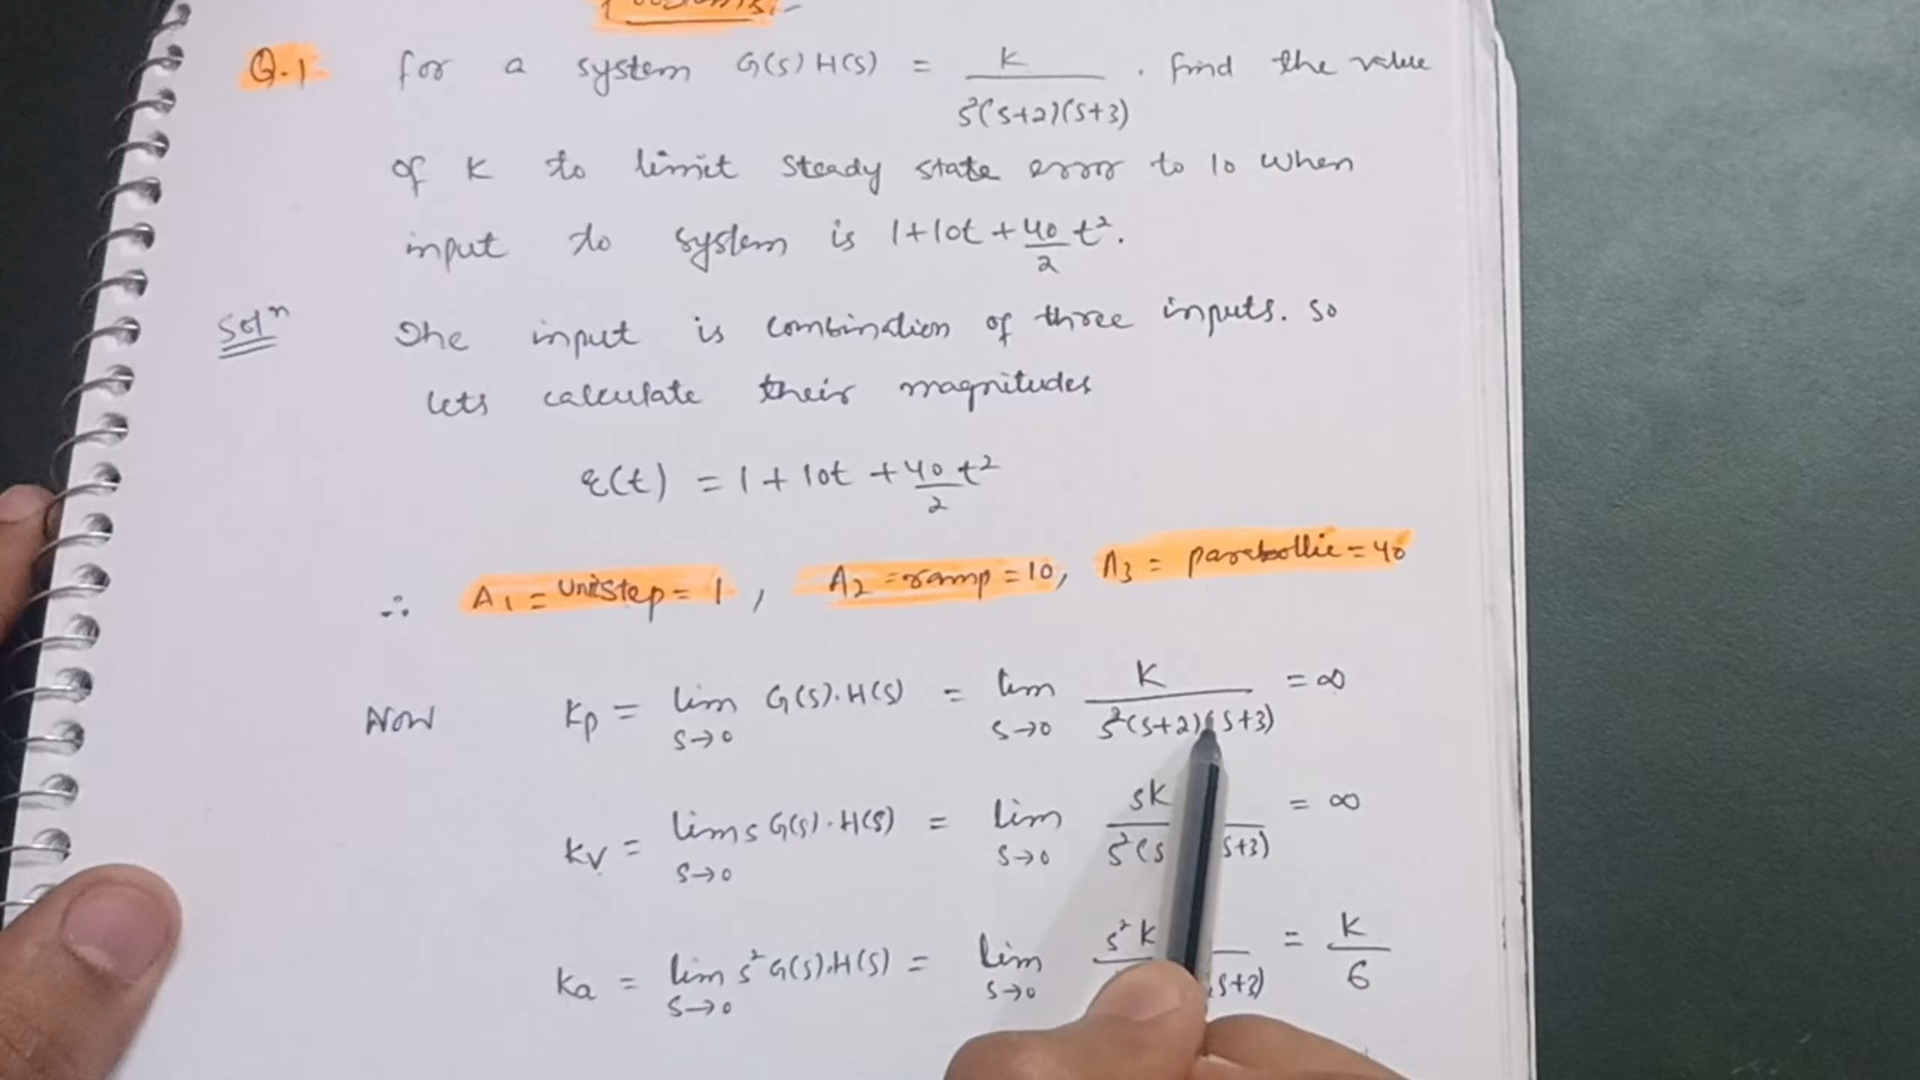 Q.1 for a system G(s)H(s) = K / s²(s+2)(s+3) . find the value
of K to limit steady state error to 10 when
input to system is 1+10t+40/2 t².
Solⁿ The input is combination of three inputs. so
lets calculate their magnitudes
r(t) = 1+10t+40/2 t²
∴ A₁ = unitstep = 1 , A₂ = ramp = 10, A₃ = parabollic = 40
Now Kp = lim s→0 G(s).H(s) = lim s→0 K / s²(s+2)(s+3) = ∞
Kv = lim s→0 s G(s).H(s) = lim s→0 sK / s²(s s+3) = ∞
Ka = lim s→0 s² G(s).H(s) = lim s→0 s²K / s+3) = K/6